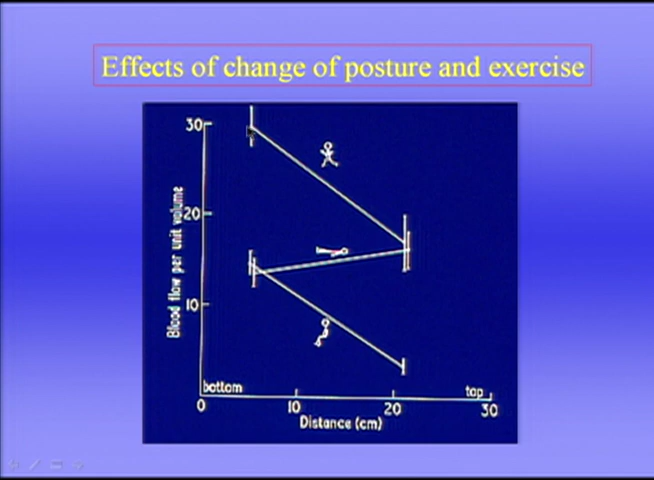 Effects of change of posture and exercise
30
20
10
Blood flow per unit volume
bottom
top
0
10
20
30
Distance (cm)